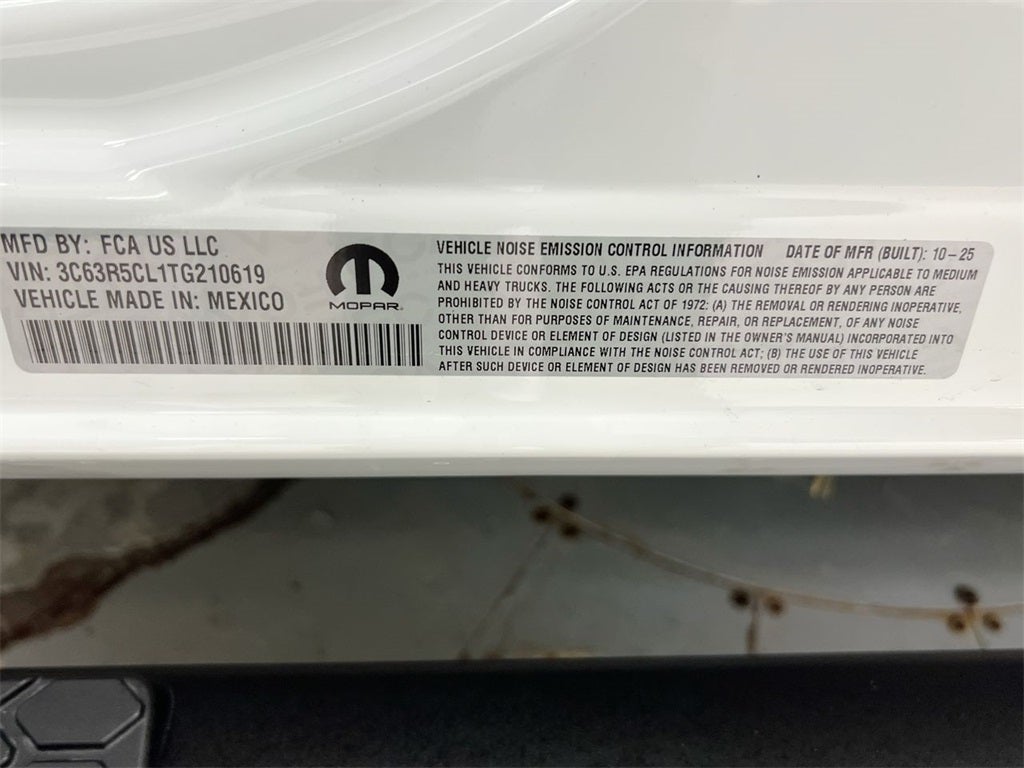 MFD BY: FCA US LLC
VIN: 3C63R5CL1TG210619
VEHICLE MADE IN: MEXICO
MOPAR
VEHICLE NOISE EMISSION CONTROL INFORMATION DATE OF MFR (BUILT): 10-25
THIS VEHICLE CONFORMS TO U.S. EPA REGULATIONS FOR NOISE EMISSION APPLICABLE TO MEDIUM
AND HEAVY TRUCKS. THE FOLLOWING ACTS OR THE CAUSING THEREOF BY ANY PERSON ARE
PROHIBITED BY THE NOISE CONTROL ACT OF 1972: (A) THE REMOVAL OR RENDERING INOPERATIVE,
OTHER THAN FOR PURPOSES OF MAINTENANCE, REPAIR, OR REPLACEMENT, OF ANY NOISE
CONTROL DEVICE OR ELEMENT OF DESIGN (LISTED IN THE OWNER'S MANUAL) INCORPORATED INTO
THIS VEHICLE IN COMPLIANCE WITH THE NOISE CONTROL ACT; (B) THE USE OF THIS VEHICLE
AFTER SUCH DEVICE OR ELEMENT OF DESIGN HAS BEEN REMOVED OR RENDERED INOPERATIVE.